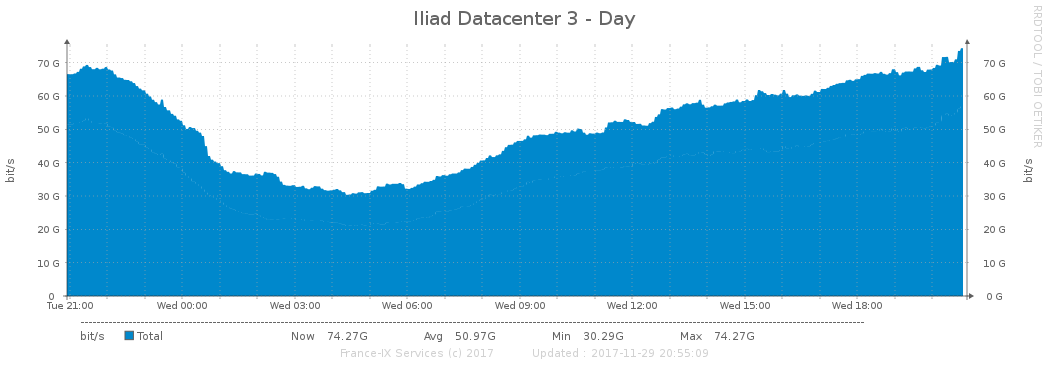 Iliad Datacenter 3 - Day
RRDTOOL / TOBI OETIKER
70 G 70 G
60 G 60 G
50 G 50 G
40 G 40 G
30 G 30 G
20 G 20 G
10 G 10 G
0 0 G
bit/s
bit/s
Tue 21:00 Wed 00:00 Wed 03:00 Wed 06:00 Wed 09:00 Wed 12:00 Wed 15:00 Wed 18:00
bit/s Total Now 74.27G Avg 50.97G Min 30.29G Max 74.27G
France-IX Services (c) 2017 Updated : 2017-11-29 20:55:09